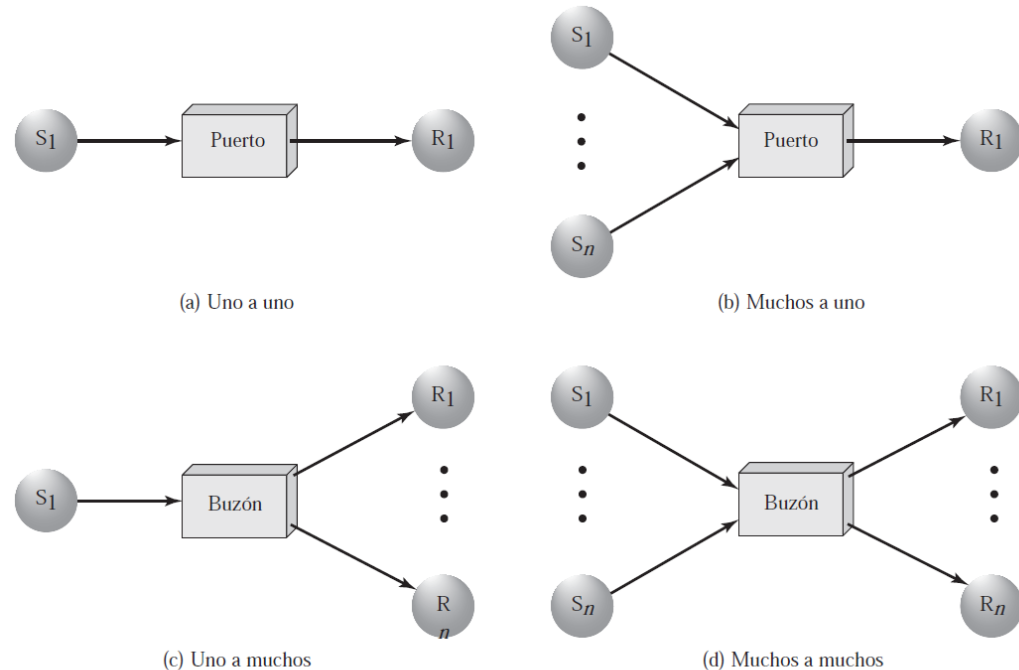 S1
Puerto
R1
(a) Uno a uno
S1
Sn
Puerto
R1
(b) Muchos a uno
S1
Buzón
R1
R
n
(c) Uno a muchos
S1
Sn
Buzón
R1
Rn
(d) Muchos a muchos